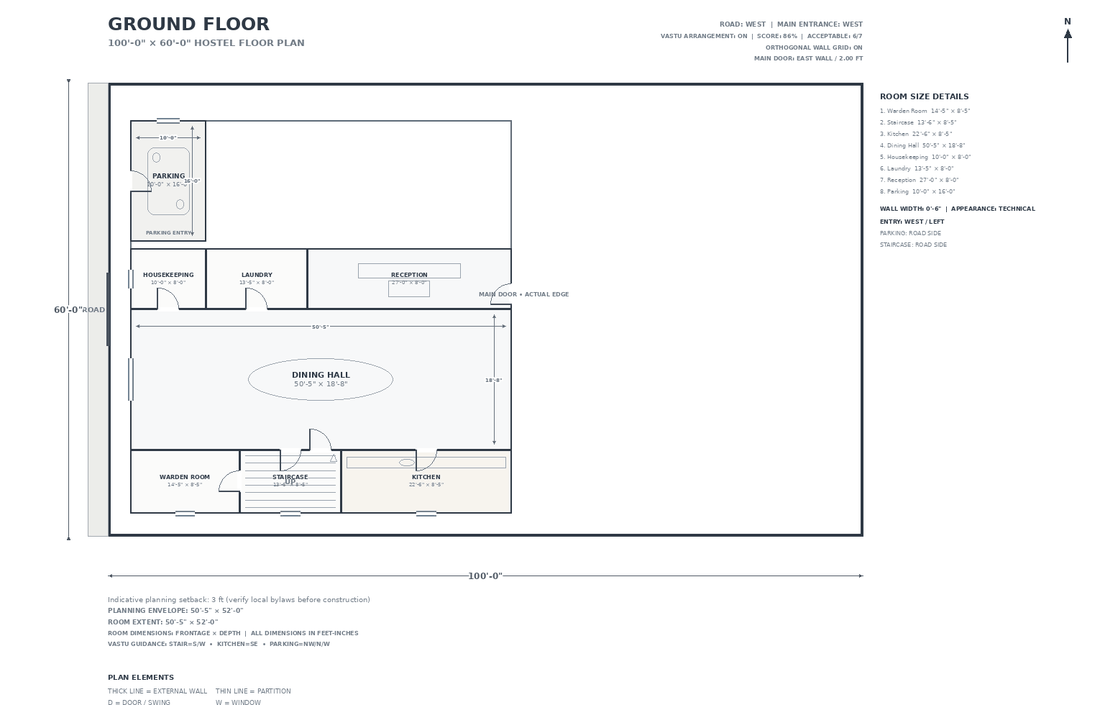 GROUND FLOOR
100'-0" × 60'-0" HOSTEL FLOOR PLAN
ROAD: WEST | MAIN ENTRANCE: WEST
VASTU ARRANGEMENT: ON | SCORE: 86% | ACCEPTABLE: 6/7
ORTHOGONAL WALL GRID: ON
MAIN DOOR: EAST WALL / 2.00 FT
N
ROOM SIZE DETAILS
1. Warden Room 14'-5" × 8'-5"
2. Staircase 13'-6" × 8'-5"
3. Kitchen 22'-6" × 8'-5"
4. Dining Hall 50'-5" × 18'-8"
5. Housekeeping 10'-0" × 8'-0"
6. Laundry 13'-5" × 8'-0"
7. Reception 27'-0" × 8'-0"
8. Parking 10'-0" × 16'-0"
WALL WIDTH: 0'-6" | APPEARANCE: TECHNICAL
ENTRY: WEST / LEFT
PARKING: ROAD SIDE
STAIRCASE: ROAD SIDE
10'-0"
PARKING
10'-0" × 16'-0"
16'-0"
PARKING ENTRY
HOUSEKEEPING
10'-0" × 8'-0"
LAUNDRY
13'-6" × 8'-0"
RECEPTION
27'-0" × 8'-0"
MAIN DOOR • ACTUAL EDGE
60'-0"
ROAD
50'-5"
DINING HALL
50'-5" × 18'-8"
18'-8"
WARDEN ROOM
14'-5" × 8'-5"
STAIRCASE
UP
KITCHEN
22'-6" × 8'-5"
100'-0"
Indicative planning setback: 3 ft (verify local bylaws before construction)
PLANNING ENVELOPE: 50'-5" × 52'-0"
ROOM EXTENT: 50'-5" × 52'-0"
ROOM DIMENSIONS: FRONTAGE × DEPTH | ALL DIMENSIONS IN FEET-INCHES
VASTU GUIDANCE: STAIR=S/W • KITCHEN=SE • PARKING=NW/N/W
PLAN ELEMENTS
THICK LINE = EXTERNAL WALL THIN LINE = PARTITION
D = DOOR / SWING W = WINDOW